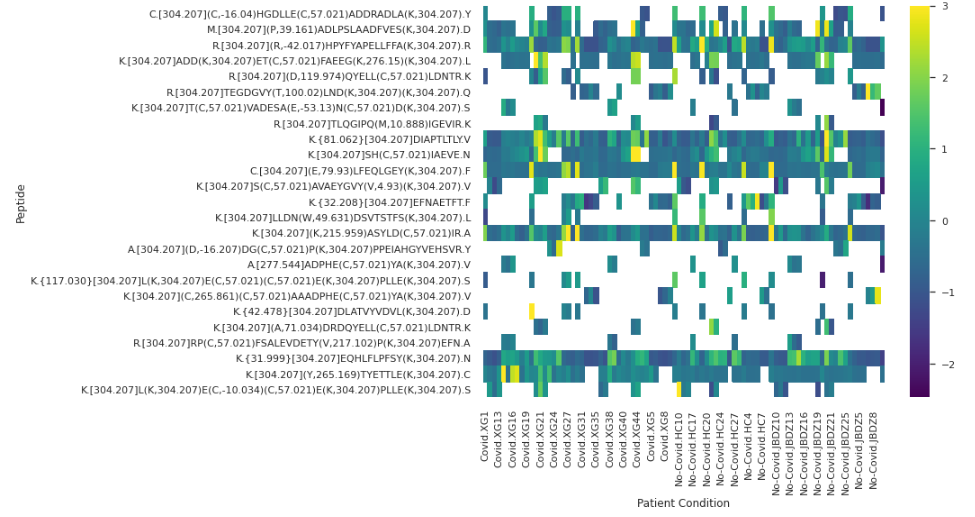 C.[304.207](C,-16.04)HGDLLE(C,57.021)ADDRADLA(K,304.207).Y
M.[304.207](P,39.161)ADLPSLAADFVES(K,304.207).D
R.[304.207](R,-42.017)HPYFYAPELLFFA(K,304.207).R
K.[304.207]ADD(K,304.207)ET(C,57.021)FAEEG(K,276.15)(K,304.207).L
R.[304.207](D,119.974)QYELL(C,57.021)LDNTR.K
R.[304.207]TEGDGVY(T,100.02)LND(K,304.207)(K,304.207).Q
K.[304.207]T(C,57.021)VADESA(E,-53.13)N(C,57.021)D(K,304.207).S
R.[304.207]TLQGIPQ(M,10.888)IGEVIR.K
K.{81.062}[304.207]DIAPTLTLY.V
K.[304.207]SH(C,57.021)IAEVE.N
C.[304.207](E,79.93)LFEQLGEY(K,304.207).F
K.[304.207]S(C,57.021)AVAEYGVY(V,4.93)(K,304.207).V
K.{32.208}[304.207]EFNAETFT.F
K.[304.207]LLDN(W,49.631)DSVTSTFS(K,304.207).L
K.[304.207](K,215.959)ASYLD(C,57.021)IR.A
A.[304.207](D,-16.207)DG(C,57.021)P(K,304.207)PPEIAHGYVEHSVR.Y
A.[277.544]ADPHE(C,57.021)YA(K,304.207).V
K.{117.030}[304.207]L(K,304.207)E(C,57.021)(C,57.021)E(K,304.207)PLLE(K,304.207).S
K.[304.207](C,265.861)(C,57.021)AAADPHE(C,57.021)YA(K,304.207).V
K.{42.478}[304.207]DLATVYVDVL(K,304.207).D
K.[304.207](A,71.034)DRDQYELL(C,57.021)LDNTR.K
R.[304.207]RP(C,57.021)FSALEVDETY(V,217.102)P(K,304.207)EFN.A
K.{31.999}[304.207]EQHLFLPFSY(K,304.207).N
K.[304.207](Y,265.169)TYETTLE(K,304.207).C
K.[304.207]L(K,304.207)E(C,-10.034)(C,57.021)E(K,304.207)PLLE(K,304.207).S
Peptide
Covid.XG1
Covid.XG13
Covid.XG16
Covid.XG19
Covid.XG21
Covid.XG24
Covid.XG27
Covid.XG31
Covid.XG35
Covid.XG38
Covid.XG40
Covid.XG44
Covid.XG5
Covid.XG8
No-Covid.HC10
No-Covid.HC17
No-Covid.HC20
No-Covid.HC24
No-Covid.HC27
No-Covid.HC4
No-Covid.HC7
No-Covid.JBDZ10
No-Covid.JBDZ13
No-Covid.JBDZ16
No-Covid.JBDZ19
No-Covid.JBDZ21
No-Covid.JBDZ25
No-Covid.JBDZ5
No-Covid.JBDZ8
Patient Condition
3
2
1
0
−1
−2